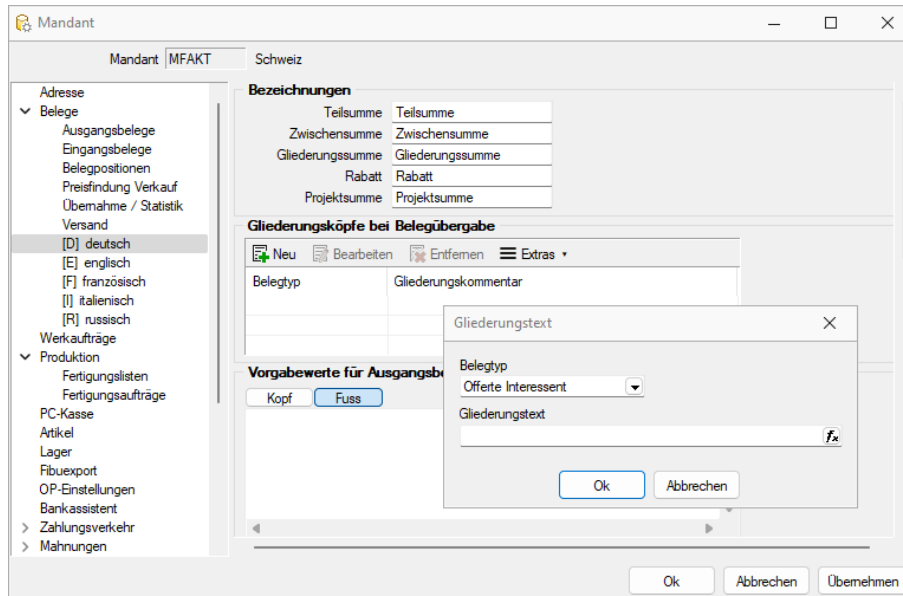 Mandant
Mandant MFAKT Schweiz
Adresse
Belege
Ausgangsbelege
Eingangsbelege
Belegpositionen
Preisfindung Verkauf
Übernahme / Statistik
Versand
[D] deutsch
[E] englisch
[F] französisch
[I] italienisch
[R] russisch
Werkaufträge
Produktion
Fertigungslisten
Fertigungsaufträge
PC-Kasse
Artikel
Lager
Fibuexport
OP-Einstellungen
Bankassistent
Zahlungsverkehr
Mahnungen
Bezeichnungen
Teilsumme Teilsumme
Zwischensumme Zwischensumme
Gliederungssumme Gliederungssumme
Rabatt Rabatt
Projektsumme Projektsumme
Gliederungsköpfe bei Belegübergabe
Neu Bearbeiten Entfernen Extras
Belegtyp Gliederungskommentar
Vorgabewerte für Ausgangsbe
Kopf Fuss
Gliederungstext
Belegtyp
Offerte Interessent
Gliederungstext
fx
Ok Abbrechen
Ok Abbrechen Übernehmen